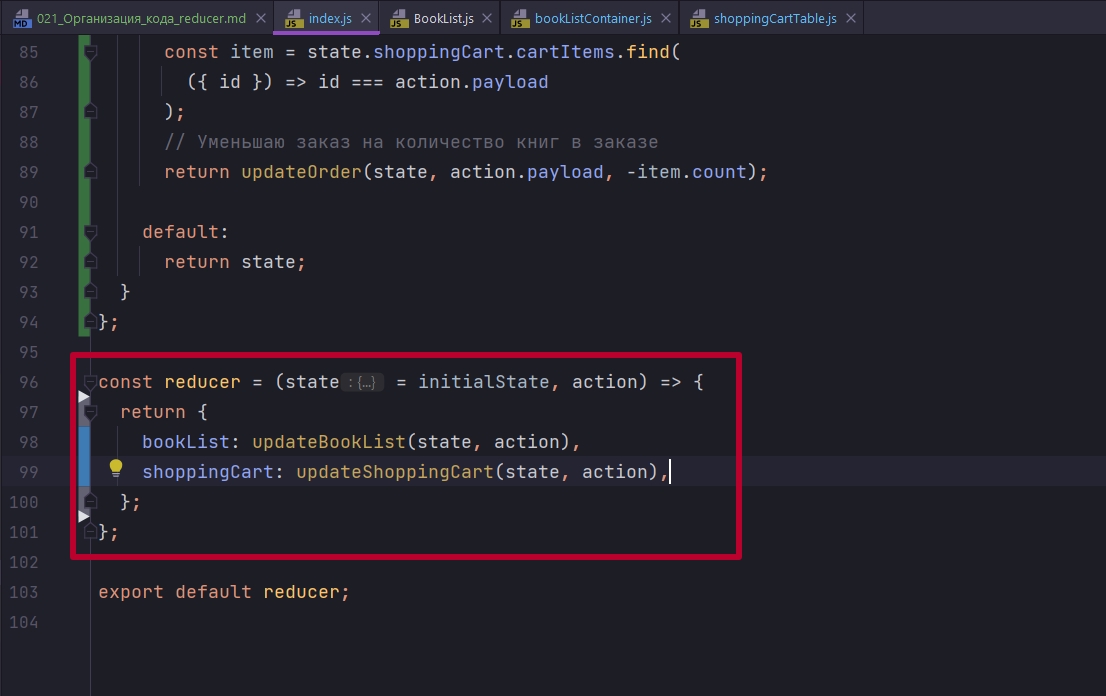 MD 021_Организация_кода_reducer.md JS index.js JS BookList.js JS bookListContainer.js JS shoppingCartTable.js
85 const item = state.shoppingCart.cartItems.find(
86 ({ id }) => id === action.payload
87 );
88 // Уменьшаю заказ на количество книг в заказе
89 return updateOrder(state, action.payload, -item.count);
90
91 default:
92 return state;
93 }
94 };
95
96 const reducer = (state : {...} = initialState, action) => {
97 return {
98 bookList: updateBookList(state, action),
99 shoppingCart: updateShoppingCart(state, action),
100 };
101 };
102
103 export default reducer;
104